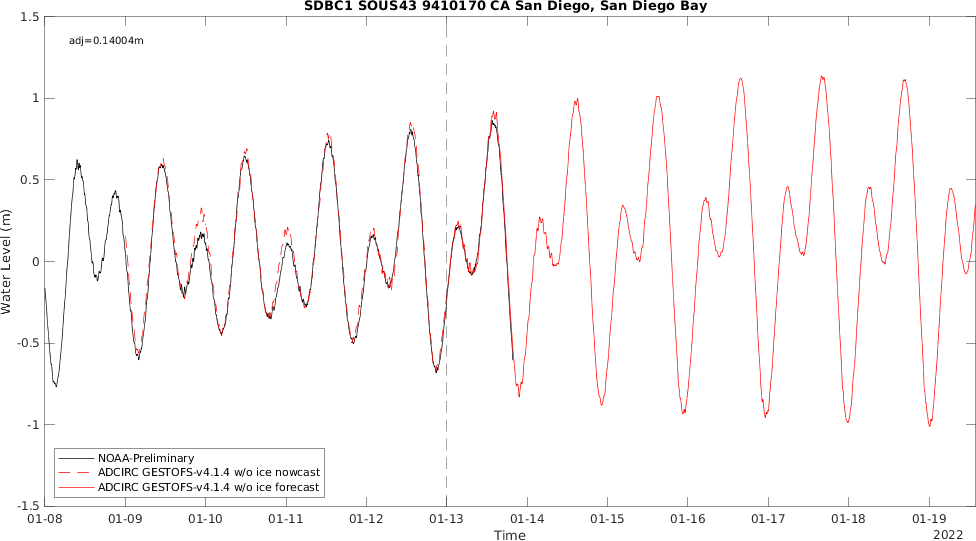 SDBC1 SOUS43 9410170 CA San Diego, San Diego Bay
adj=0.14004m
1.5
1
0.5
0
-0.5
-1
-1.5
Water Level (m)
NOAA-Preliminary
ADCIRC GESTOFS-v4.1.4 w/o ice nowcast
ADCIRC GESTOFS-v4.1.4 w/o ice forecast
01-08 01-09 01-10 01-11 01-12 01-13 01-14 01-15 01-16 01-17 01-18 01-19
Time
2022